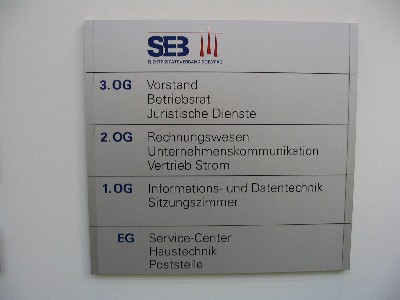 SEB
3.OG Vorstand
Betriebsrat
Juristische Dienste
2.OG Rechnungswesen
Unternehmenskommunikation
Vertrieb Strom
1.OG Informations- und Datentechnik
Sitzungszimmer
EG Service-Center
Haustechnik
Poststelle